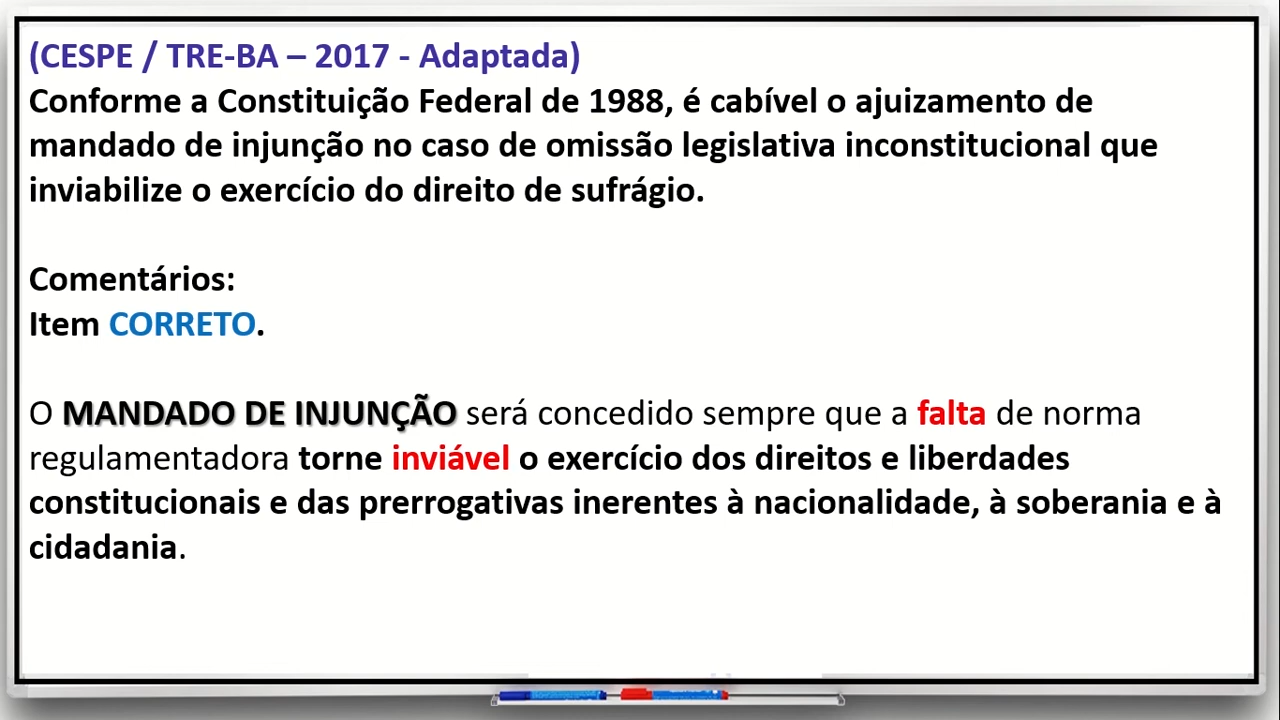 (CESPE / TRE-BA – 2017 - Adaptada)
Conforme a Constituição Federal de 1988, é cabível o ajuizamento de
mandado de injunção no caso de omissão legislativa inconstitucional que
inviabilize o exercício do direito de sufrágio.
Comentários:
Item CORRETO.
O MANDADO DE INJUNÇÃO será concedido sempre que a falta de norma
regulamentadora torne inviável o exercício dos direitos e liberdades
constitucionais e das prerrogativas inerentes à nacionalidade, à soberania e à
cidadania.